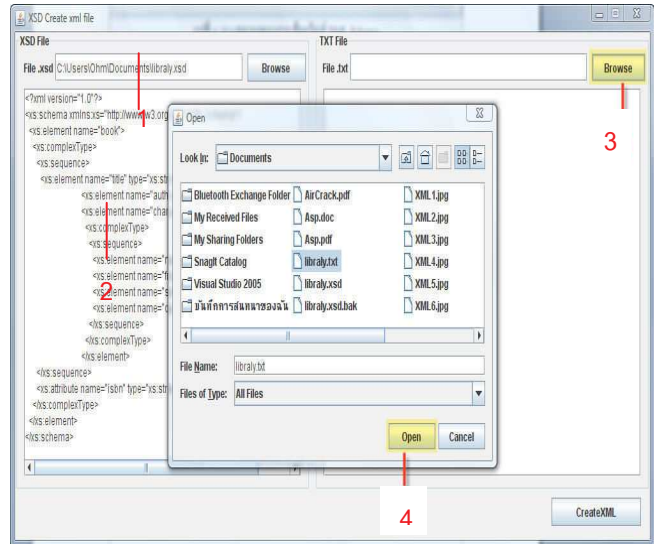 XSD Create xml file
XSD File
TXT File
File .xsd C:\Users\Ohm\Documents\libraly.xsd Browse
File .txt Browse
<?xml version="1.0"?>
<xs:schema xmlns:xs="http://www.w3.org
<xs:element name="book">
<xs:complexType>
<xs:sequence>
<xs:element name="title" type="xs:str
<xs:element name="auth
<xs:element name="char
<xs:complexType>
<xs:sequence>
<xs:element name="n
<xs:element name="fr
<xs:element name="s
<xs:element name="q
</xs:sequence>
</xs:complexType>
</xs:element>
</xs:sequence>
<xs:attribute name="isbn" type="xs:str
</xs:complexType>
</xs:element>
</xs:schema>
1
2
3
Open
Look In: Documents
Bluetooth Exchange Folder AirCrack.pdf XML1.jpg
My Received Files Asp.doc XML2.jpg
My Sharing Folders Asp.pdf XML3.jpg
SnagIt Catalog libraly.txt XML4.jpg
Visual Studio 2005 libraly.xsd XML5.jpg
บันทึกการสนทนาของฉัน libraly.xsd.bak XML6.jpg
File Name: libraly.txt
Files of Type: All Files
Open Cancel
4
CreateXML